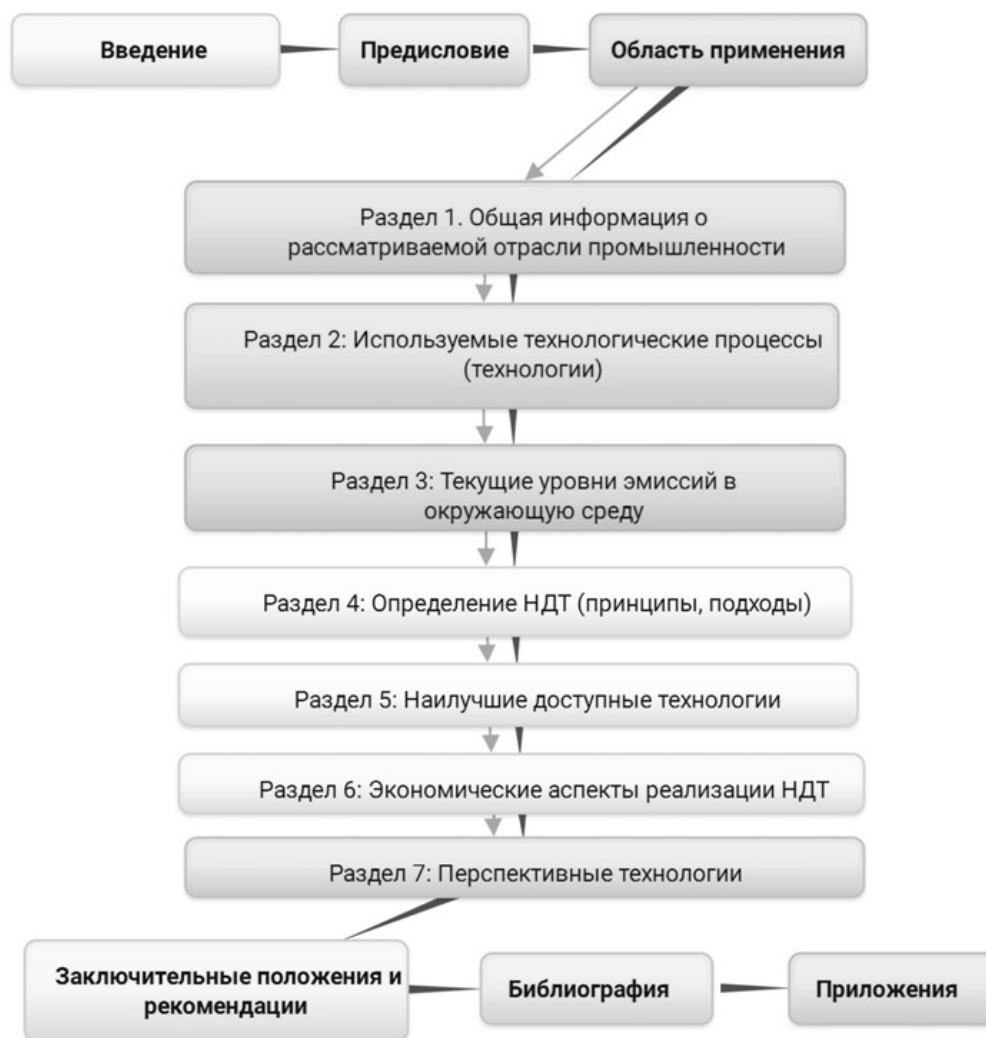 Введение
Предисловие
Область применения
Раздел 1. Общая информация о
рассматриваемой отрасли промышленности
Раздел 2: Используемые технологические процессы
(технологии)
Раздел 3: Текущие уровни эмиссий в
окружающую среду
Раздел 4: Определение НДТ (принципы, подходы)
Раздел 5: Наилучшие доступные технологии
Раздел 6: Экономические аспекты реализации НДТ
Раздел 7: Перспективные технологии
Заключительные положения и
рекомендации
Библиография
Приложения